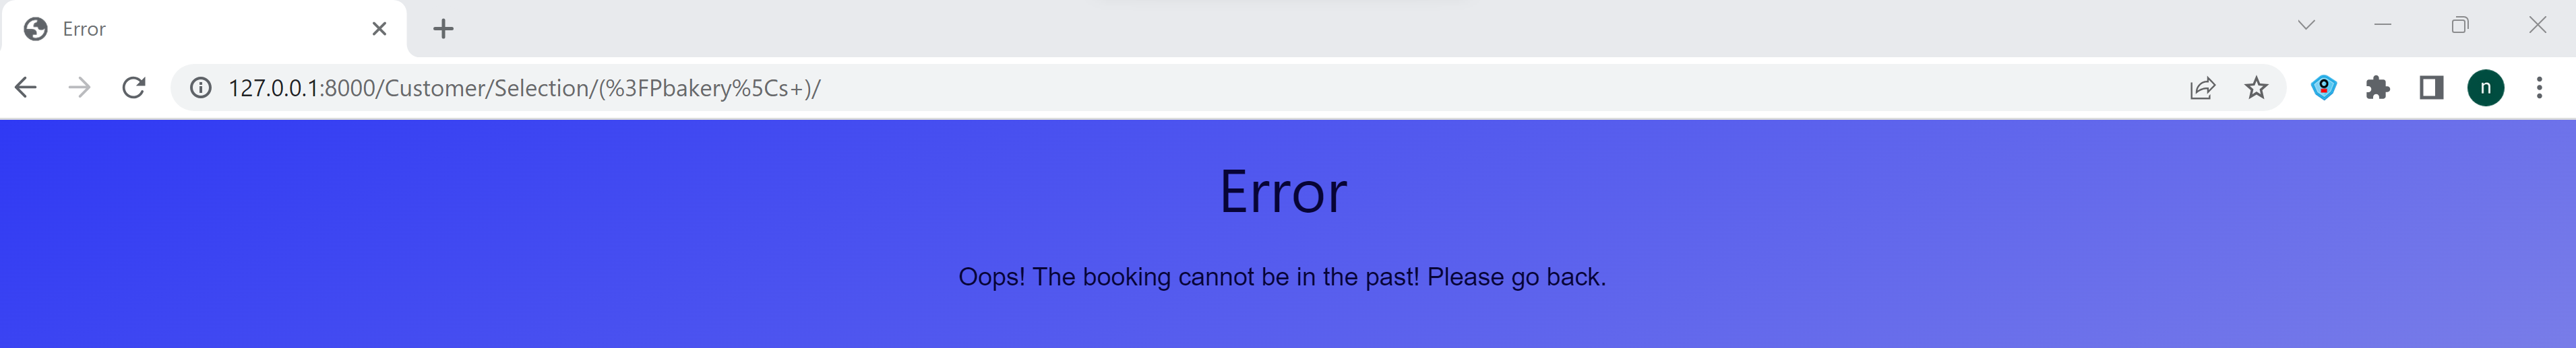 Error
127.0.0.1:8000/Customer/Selection/(%3FPbakery%5Cs+)/
n
Error
Oops! The booking cannot be in the past! Please go back.